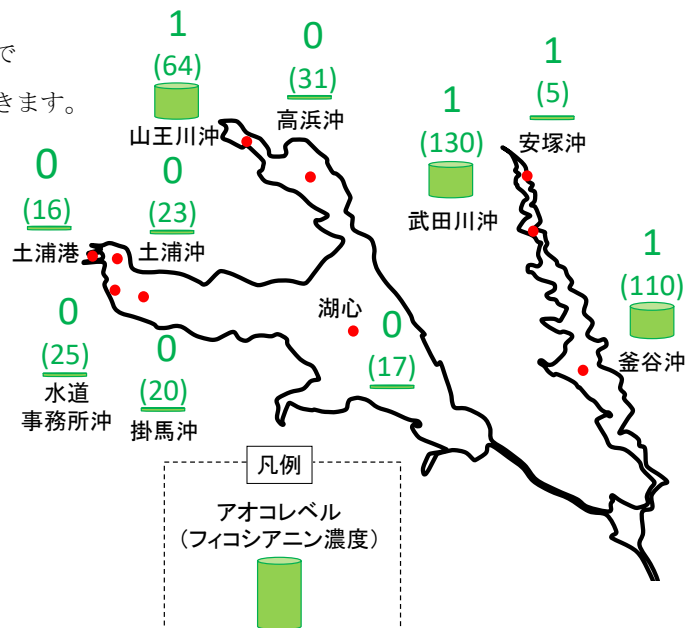 で
きます。
1
(64)
山王川沖
0
(31)
高浜沖
1
(130)
武田川沖
1
(5)
安塚沖
0
(16)
土浦港
0
(23)
土浦沖
1
(110)
釜谷沖
0
(25)
水道
事務所沖
0
(20)
掛馬沖
湖心
0
(17)
凡例
アオコレベル
(フィコシアニン濃度)